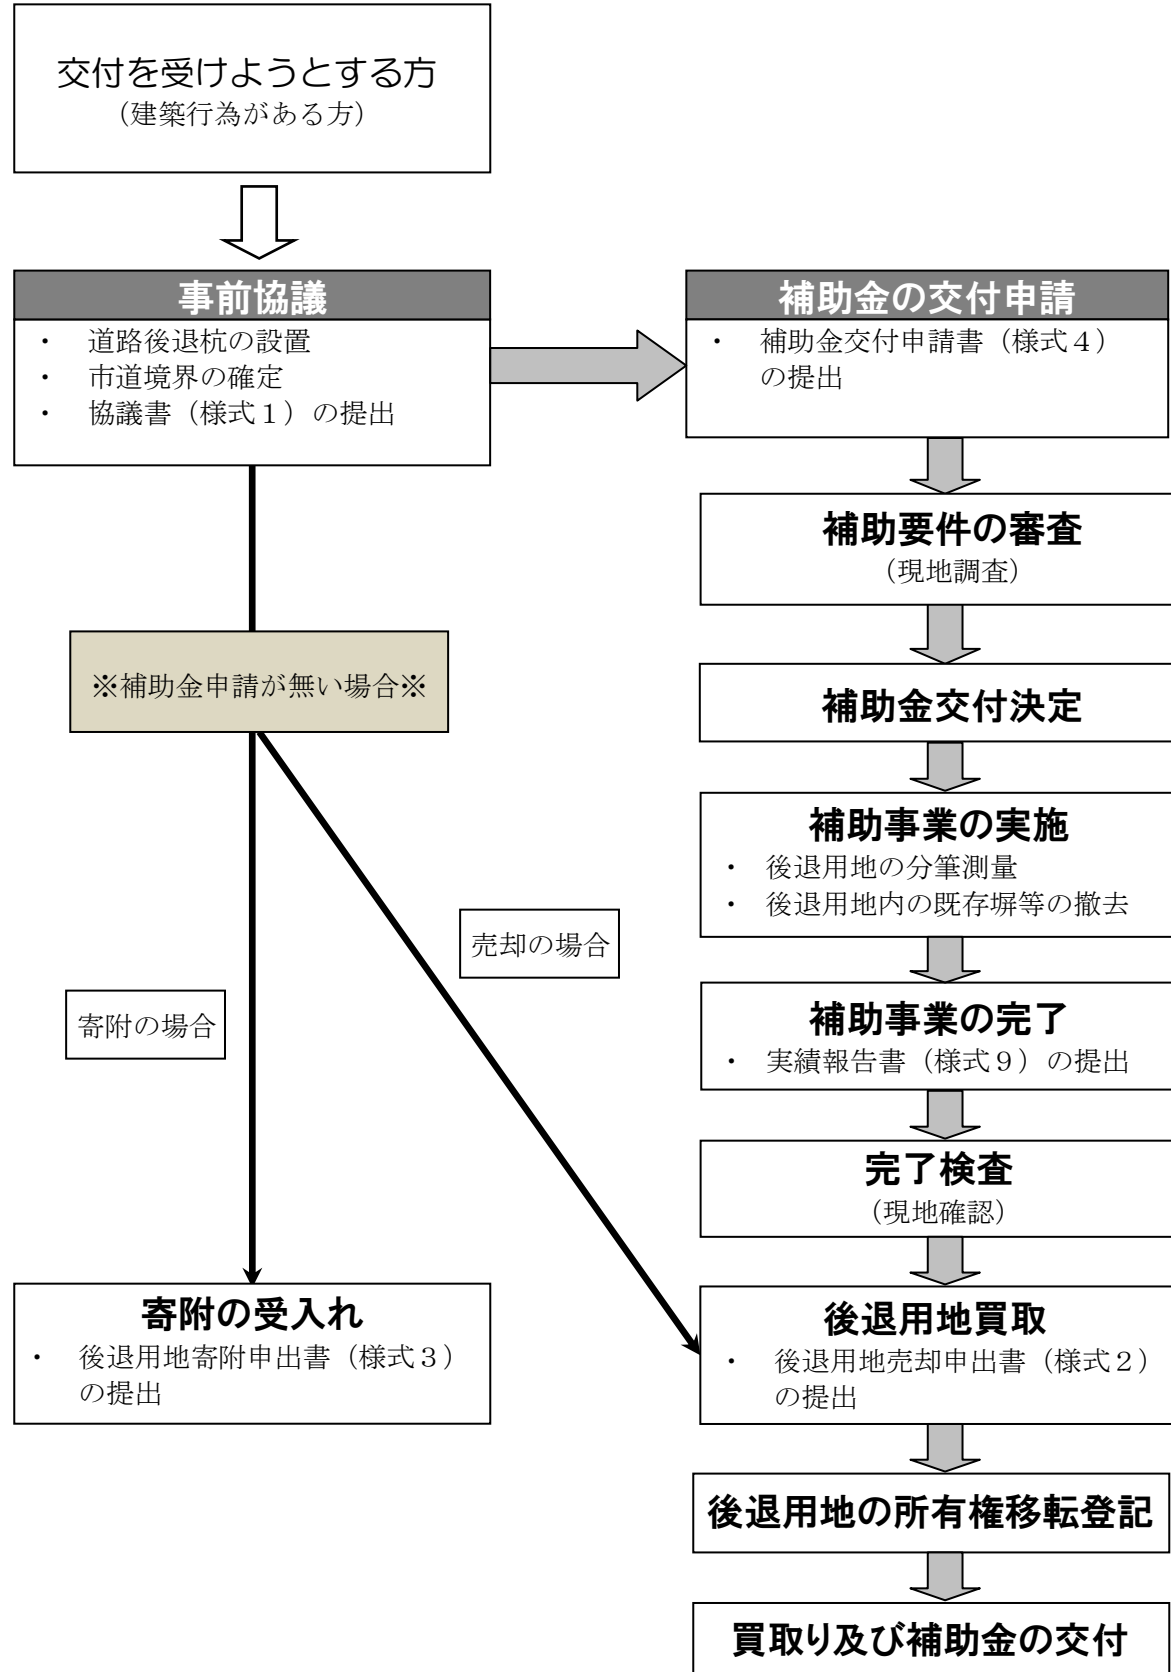 交付を受けようとする方
（建築行為がある方）
事前協議
・ 道路後退杭の設置
・ 市道境界の確定
・ 協議書（様式１）の提出
補助金の交付申請
・ 補助金交付申請書（様式４）
の提出
補助要件の審査
（現地調査）
※補助金申請が無い場合※
補助金交付決定
補助事業の実施
・ 後退用地の分筆測量
・ 後退用地内の既存塀等の撤去
売却の場合
寄附の場合
補助事業の完了
・ 実績報告書（様式９）の提出
完了検査
（現地確認）
寄附の受入れ
・ 後退用地寄附申出書（様式３）
の提出
後退用地買取
・ 後退用地売却申出書（様式２）
の提出
後退用地の所有権移転登記
買取り及び補助金の交付